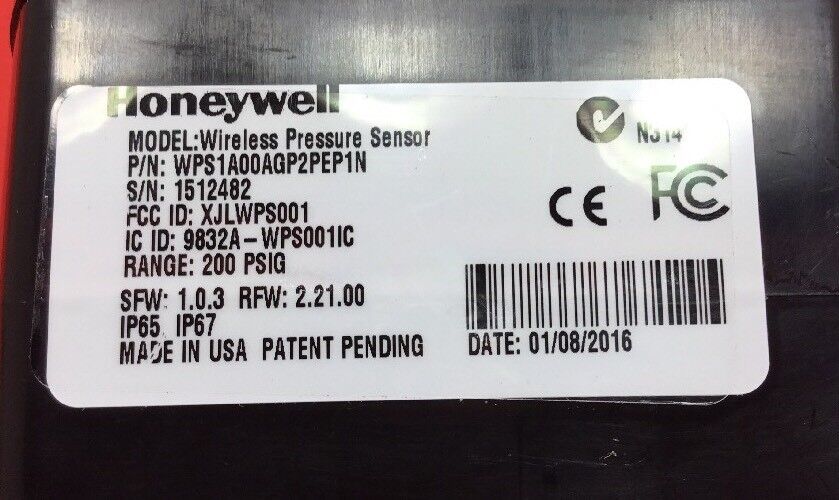 Honeywell
MODEL:Wireless Pressure Sensor
P/N: WPS1A00AGP2PEP1N
S/N: 1512482
FCC ID: XJLWPS001
IC ID: 9832A-WPS001IC
RANGE: 200 PSIG
SFW: 1.0.3 RFW: 2.21.00
IP65 IP67
MADE IN USA PATENT PENDING
N314
CE FC
DATE: 01/08/2016